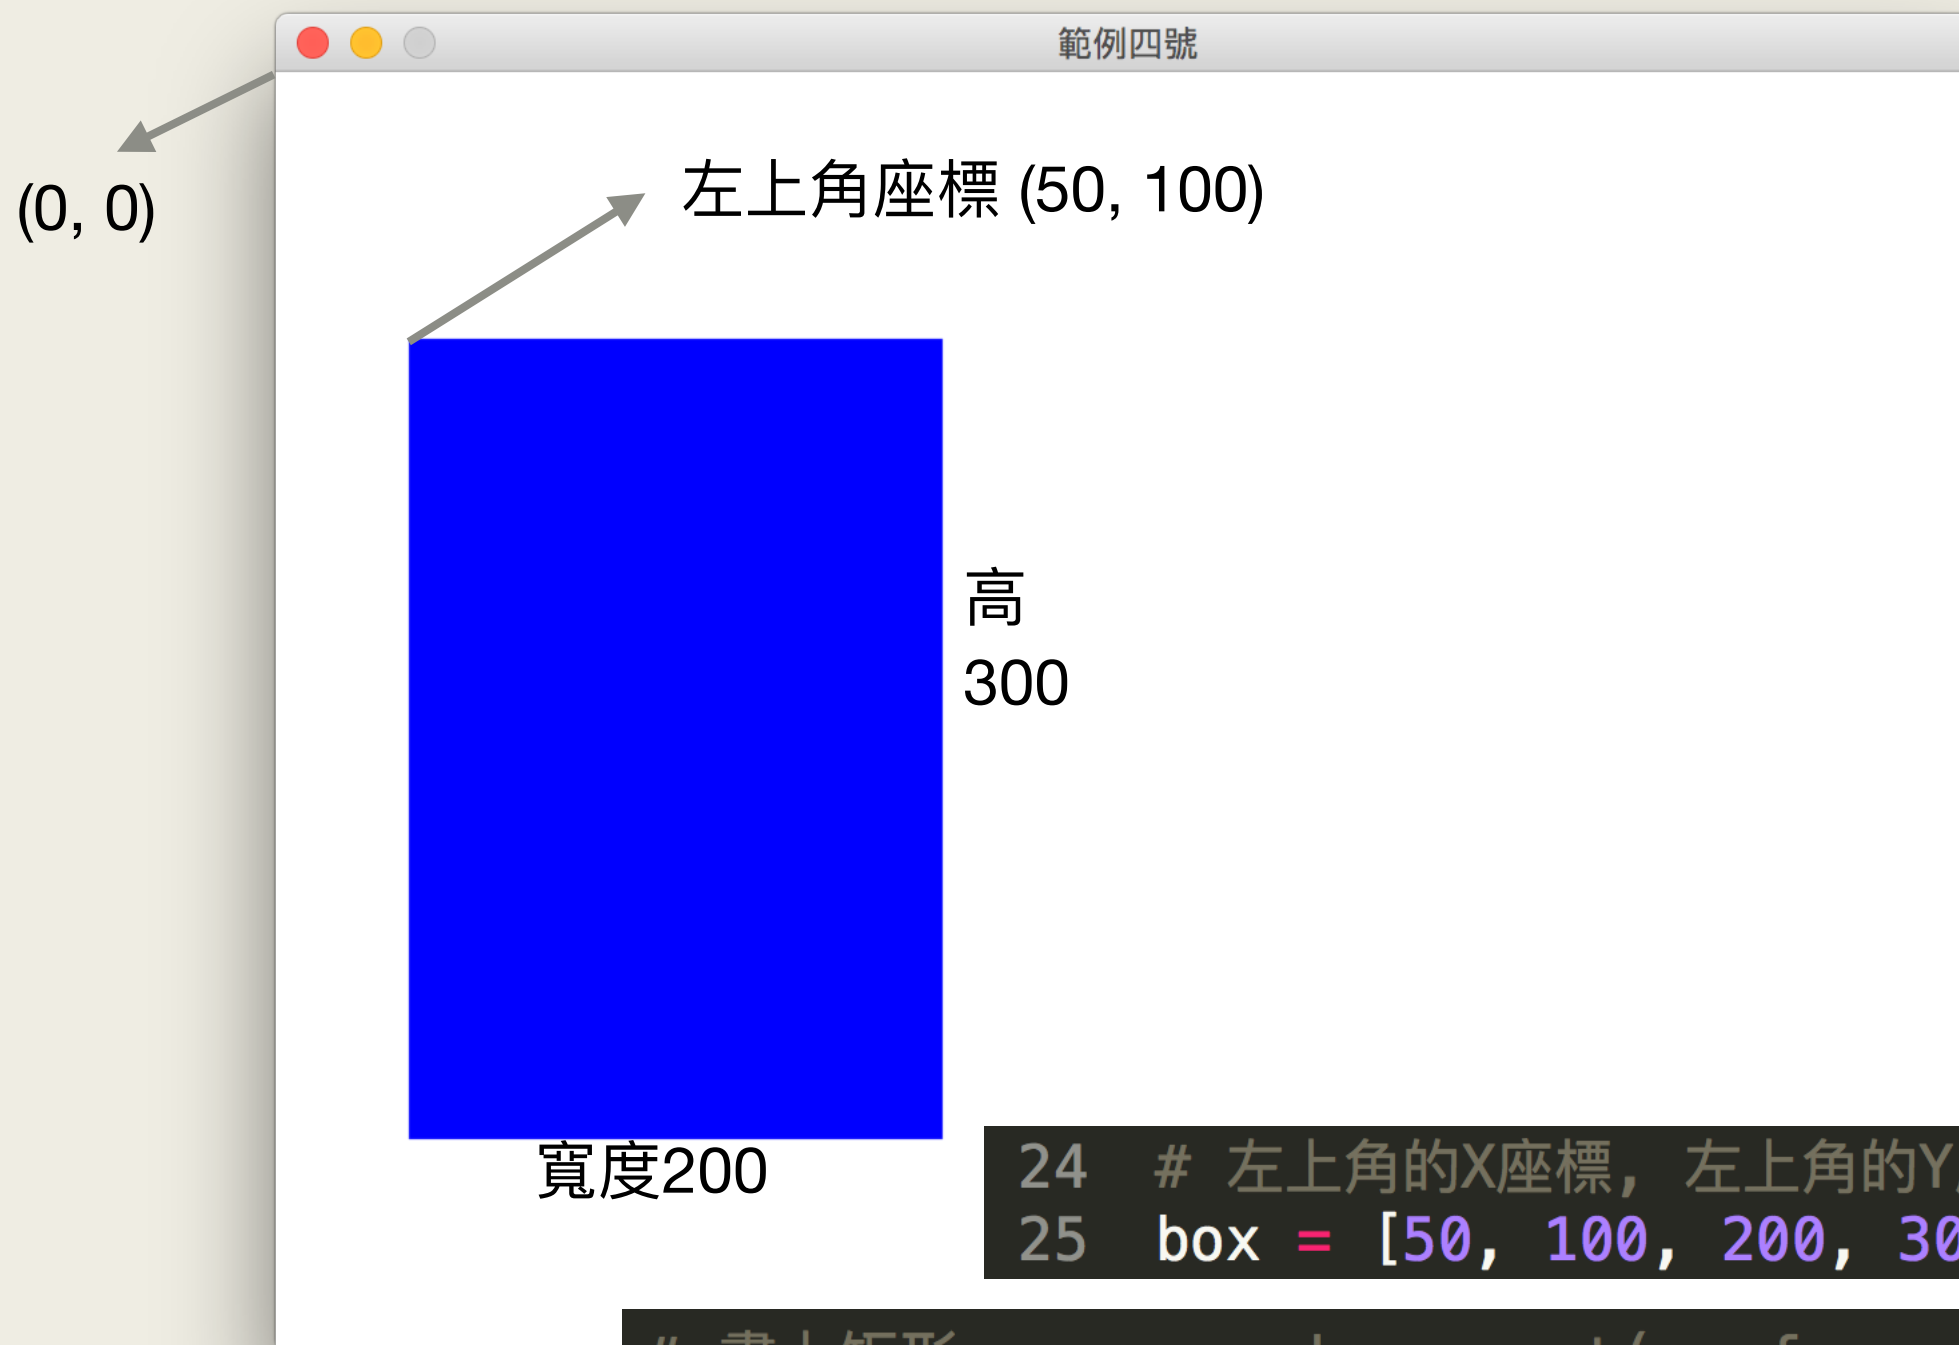 範例四號
(0, 0)
左上角座標 (50, 100)
高
300
寬度200
24 # 左上角的X座標, 左上角的Y
25 box = [50, 100, 200, 30